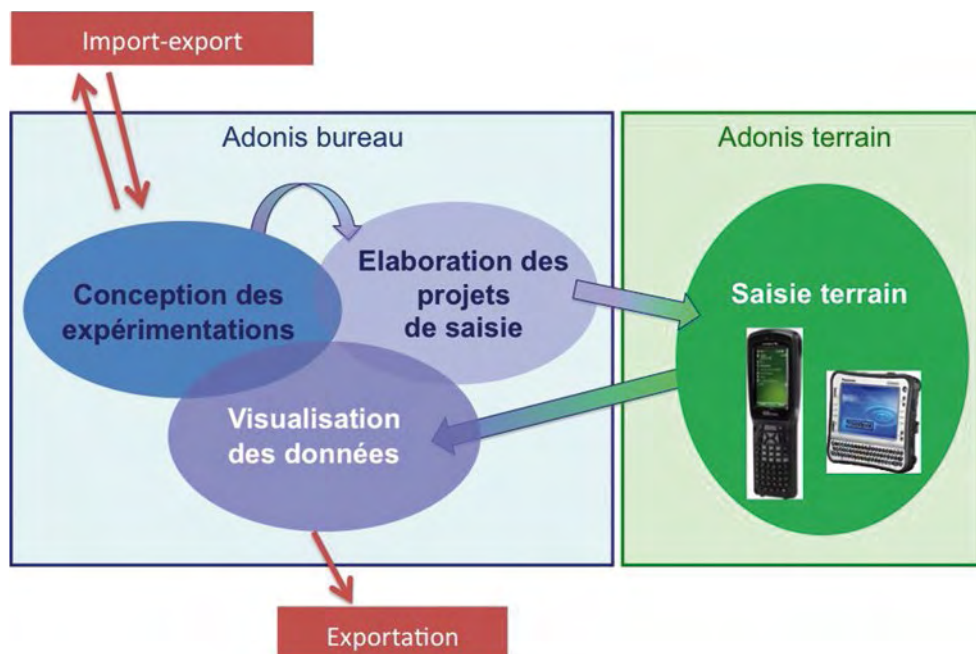 Import-export
Adonis bureau
Adonis terrain
Conception des
expérimentations
Elaboration des
projets
de saisie
Saisie terrain
Visualisation
des données
Exportation